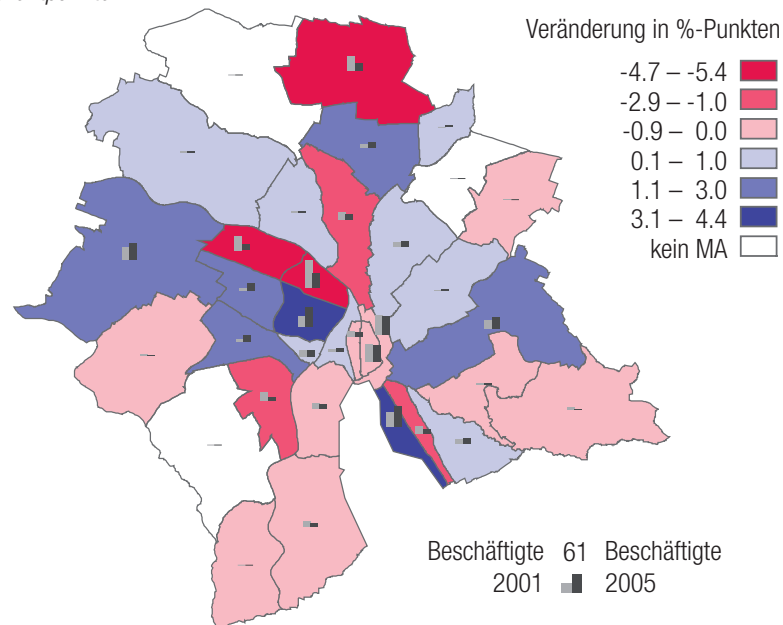 Veränderung in %-Punkten
-4.7 – -5.4
-2.9 – -1.0
-0.9 – 0.0
0.1 – 1.0
1.1 – 3.0
3.1 – 4.4
kein MA
Beschäftigte 61 Beschäftigte
2001 2005